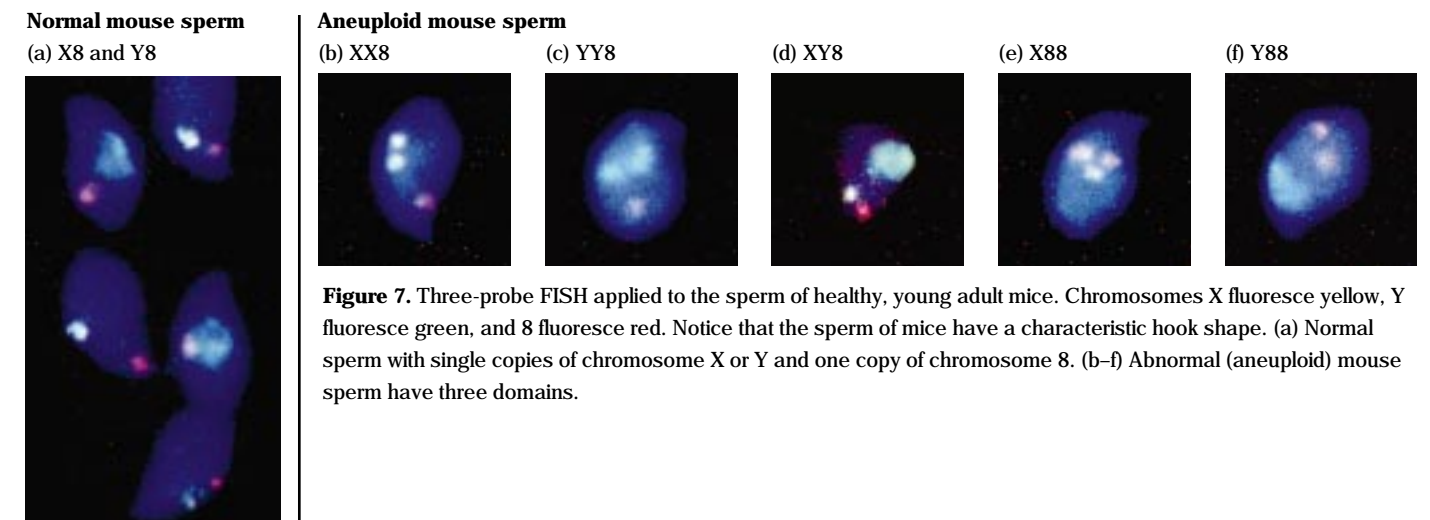 Normal mouse sperm
(a) X8 and Y8
Aneuploid mouse sperm
(b) XX8
(c) YY8
(d) XY8
(e) X88
(f) Y88
Figure 7. Three-probe FISH applied to the sperm of healthy, young adult mice. Chromosomes X fluoresce yellow, Y
fluoresce green, and 8 fluoresce red. Notice that the sperm of mice have a characteristic hook shape. (a) Normal
sperm with single copies of chromosome X or Y and one copy of chromosome 8. (b–f) Abnormal (aneuploid) mouse
sperm have three domains.